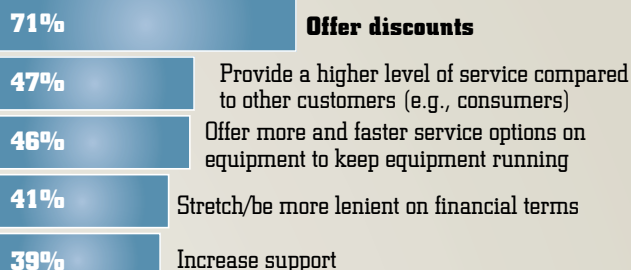 71%
Offer discounts
47%
Provide a higher level of service compared
to other customers (e.g., consumers)
46%
Offer more and faster service options on
equipment to keep equipment running
41%
Stretch/be more lenient on financial terms
39%
Increase support